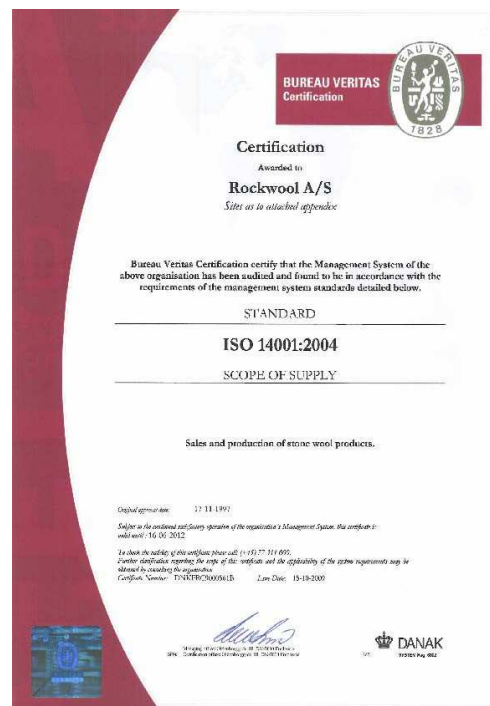 BUREAU VERITAS
Certification
BUREAU VERITAS
1828
Certification
Awarded to
Rockwool A/S
Sites as to attached appendix
Bureau Veritas Certification certify that the Management System of the
above organisation has been audited and found to be in accordance with the
requirements of the management system standards detailed below.
STANDARD
ISO 14001:2004
SCOPE OF SUPPLY
Sales and production of stone wool products.
Original approval date: 17-11-1997
Subject to the continued satisfactory operation of the organisation's Management System, this certificate is
valid until: 16-06-2012
To check the validity of this certificate please call:
Further clarification regarding the scope of this certificate and the applicability of the system requirements may be
obtained by consulting the organisation
Certificate Number: Issue Date: 15-10-2009
DANAK